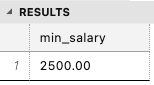 RESULTS
min_salary
1 2500.00